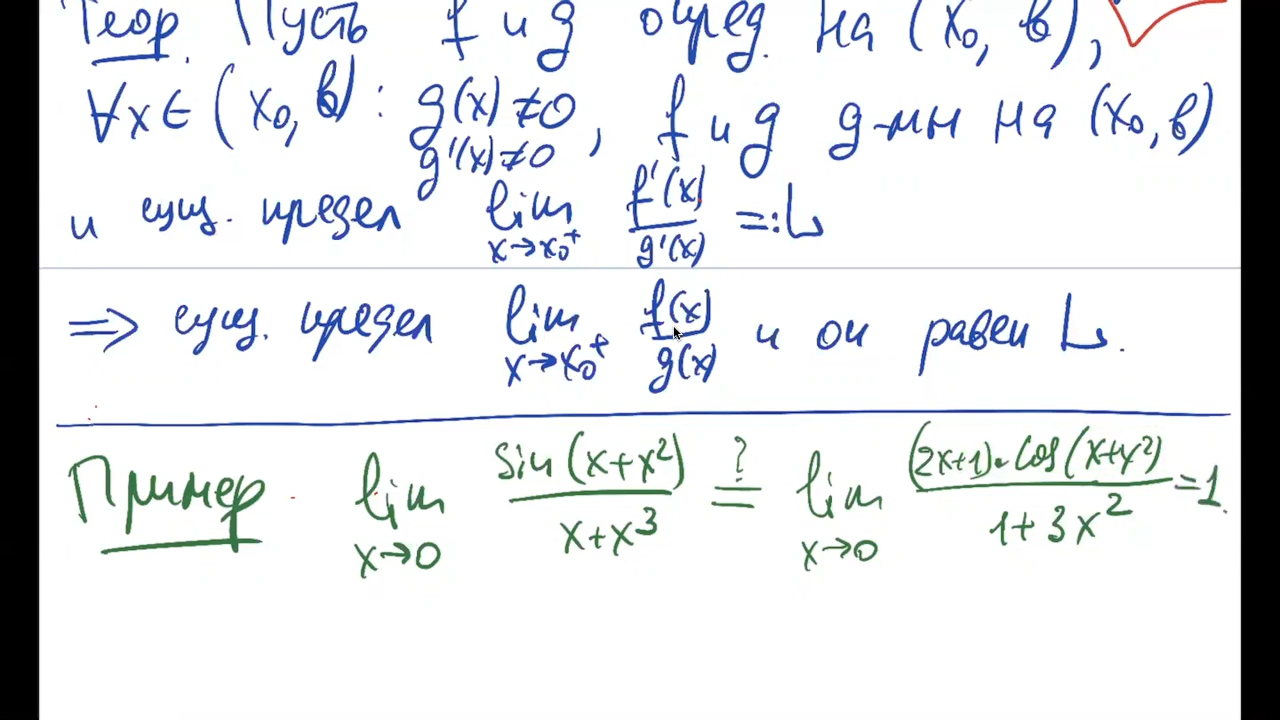 Теор. Пусть f и g опред. на (x₀, b),
∀x ∈ (x₀, b) : g(x) ≠ 0, f и g д-мы на (x₀, b)
g'(x) ≠ 0
и сущ. предел lim_{x→x₀⁺} f'(x)/g'(x) =: L
⇒ сущ. предел lim_{x→x₀⁺} f(x)/g(x) и он равен L.
Пример. lim_{x→0} sin(x+x²)/(x+x³) =^? lim_{x→0} (2x+1)·cos(x+x²)/(1+3x²) = 1.